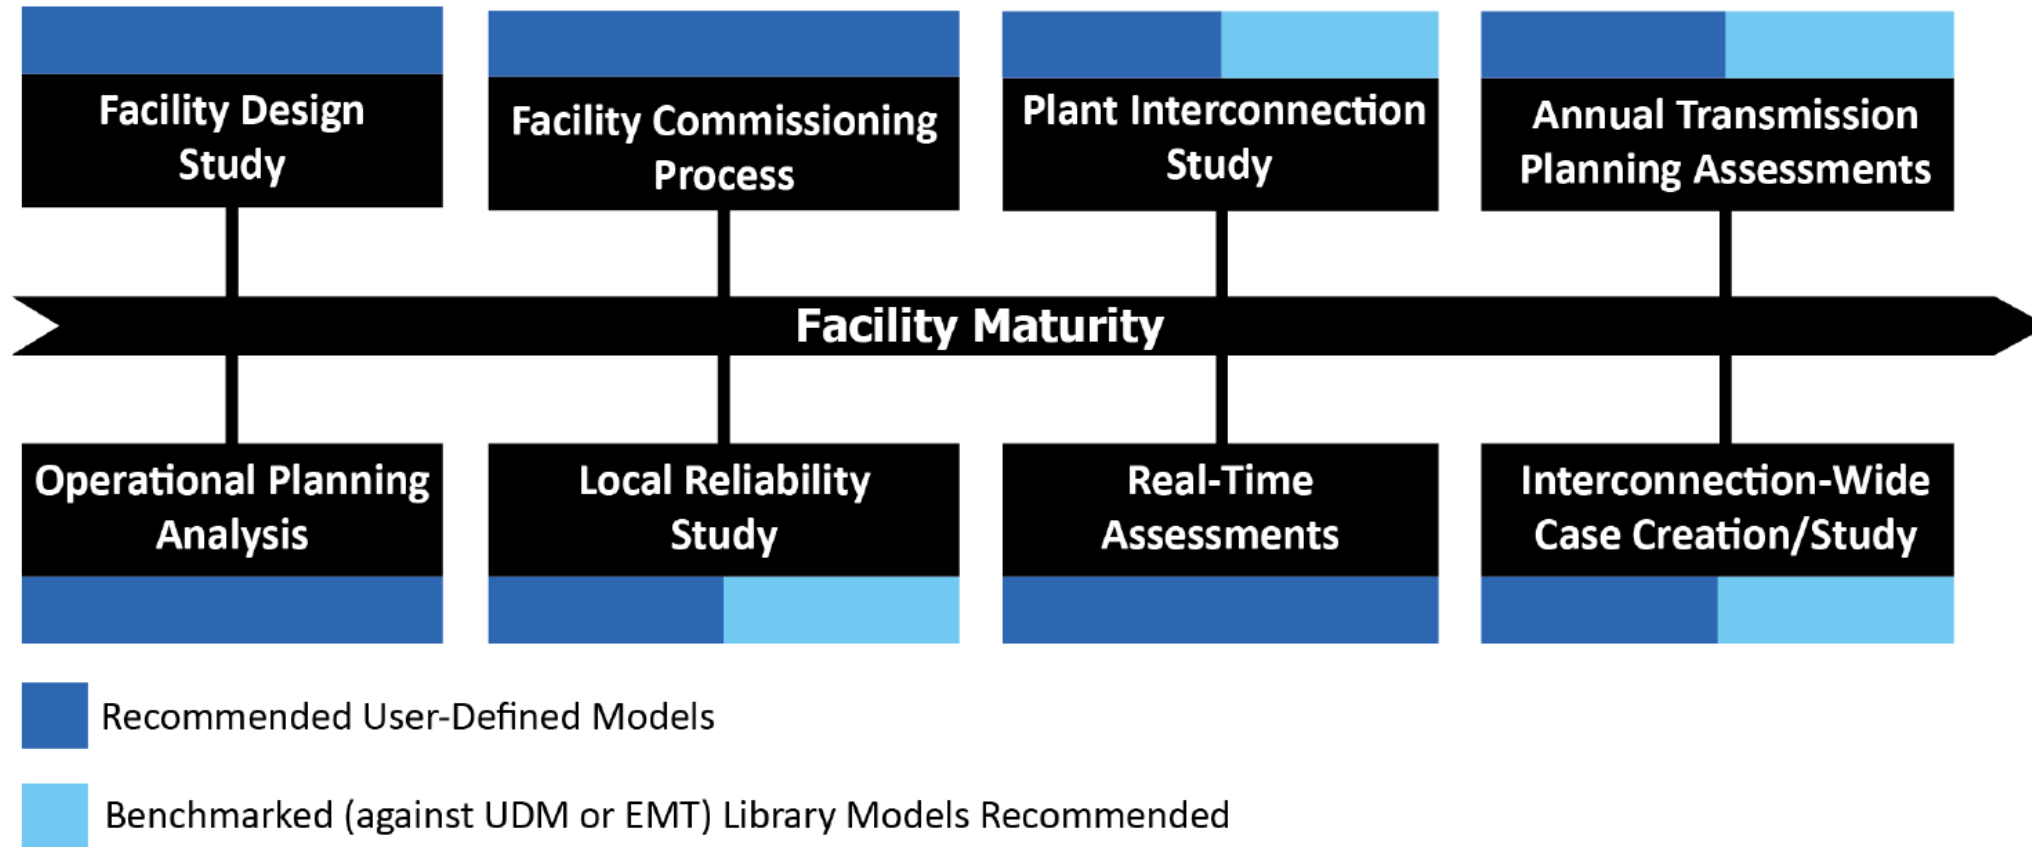 Facility Design
Study
Facility Commissioning
Process
Plant Interconnection
Study
Annual Transmission
Planning Assessments
Facility Maturity
Operational Planning
Analysis
Local Reliability
Study
Real-Time
Assessments
Interconnection-Wide
Case Creation/Study
Recommended User-Defined Models
Benchmarked (against UDM or EMT) Library Models Recommended